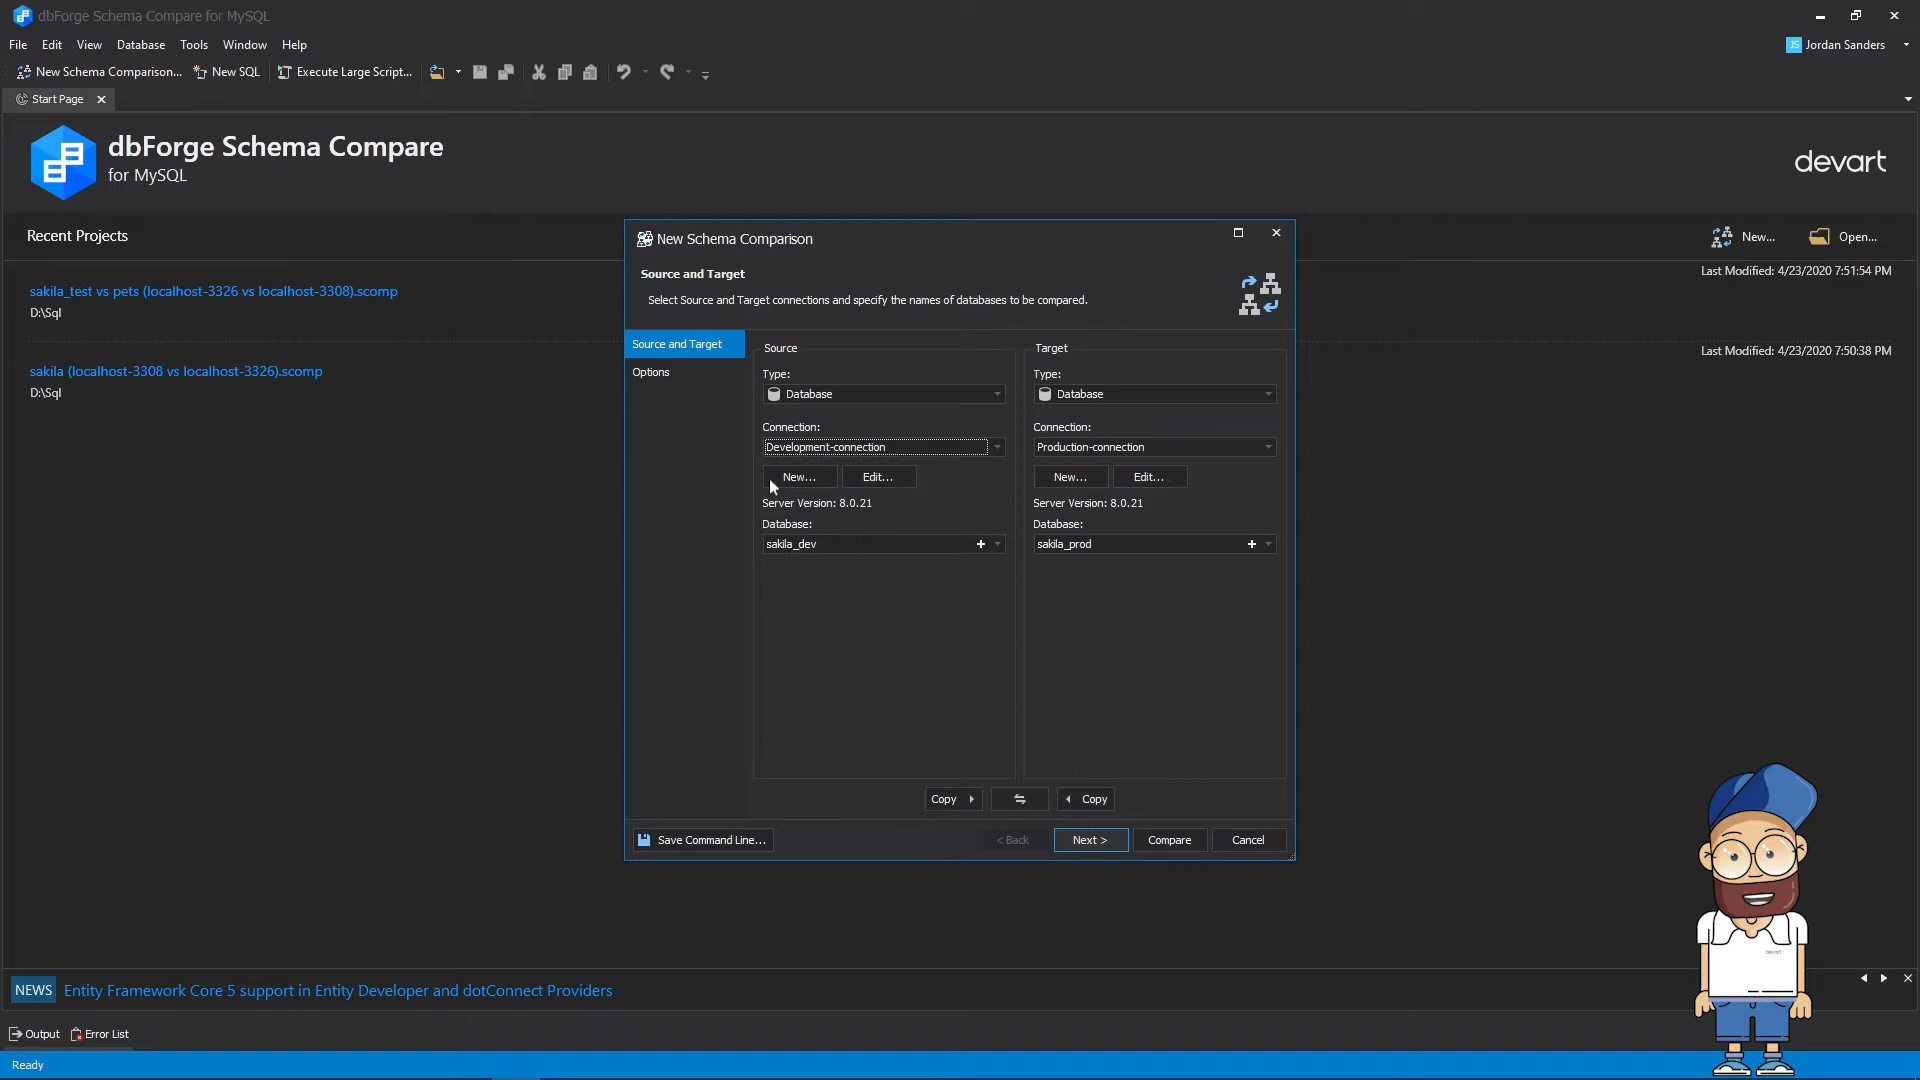 dbForge Schema Compare for MySQL
File Edit View Database Tools Window Help
JS Jordan Sanders
New Schema Comparison... New SQL Execute Large Script...
Start Page
dbForge Schema Compare
for MySQL
devart
Recent Projects
New... Open...
sakila_test vs pets (localhost-3326 vs localhost-3308).scomp
D:\Sql
Last Modified: 4/23/2020 7:51:54 PM
sakila (localhost-3308 vs localhost-3326).scomp
D:\Sql
Last Modified: 4/23/2020 7:50:38 PM
New Schema Comparison
Source and Target
Select Source and Target connections and specify the names of databases to be compared.
Source and Target
Options
Source
Type:
Database
Connection:
Development-connection
New... Edit...
Server Version: 8.0.21
Database:
sakila_dev
Target
Type:
Database
Connection:
Production-connection
New... Edit...
Server Version: 8.0.21
Database:
sakila_prod
Copy Copy
Save Command Line... < Back Next > Compare Cancel
devart
NEWS Entity Framework Core 5 support in Entity Developer and dotConnect Providers
Output Error List
Ready